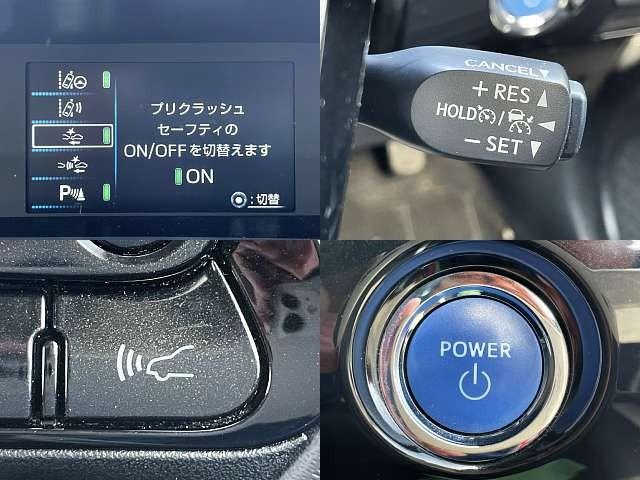 プリクラッシュ
セーフティの
ON/OFFを切替えます
ON
:切替
P
CANCEL▼
+RES▲
HOLD / ◀
−SET▼
POWER